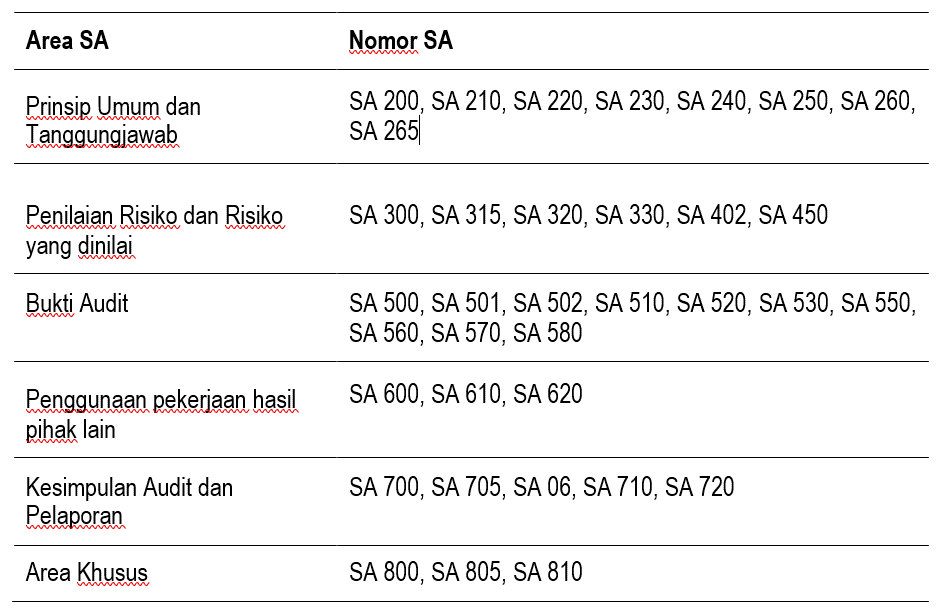 Area SA
Nomor SA
Prinsip Umum dan
Tanggungjawab
SA 200, SA 210, SA 220, SA 230, SA 240, SA 250, SA 260,
SA 265
Penilaian Risiko dan Risiko
yang dinilai
SA 300, SA 315, SA 320, SA 330, SA 402, SA 450
Bukti Audit
SA 500, SA 501, SA 502, SA 510, SA 520, SA 530, SA 550,
SA 560, SA 570, SA 580
Penggunaan pekerjaan hasil
pihak lain
SA 600, SA 610, SA 620
Kesimpulan Audit dan
Pelaporan
SA 700, SA 705, SA 06, SA 710, SA 720
Area Khusus
SA 800, SA 805, SA 810